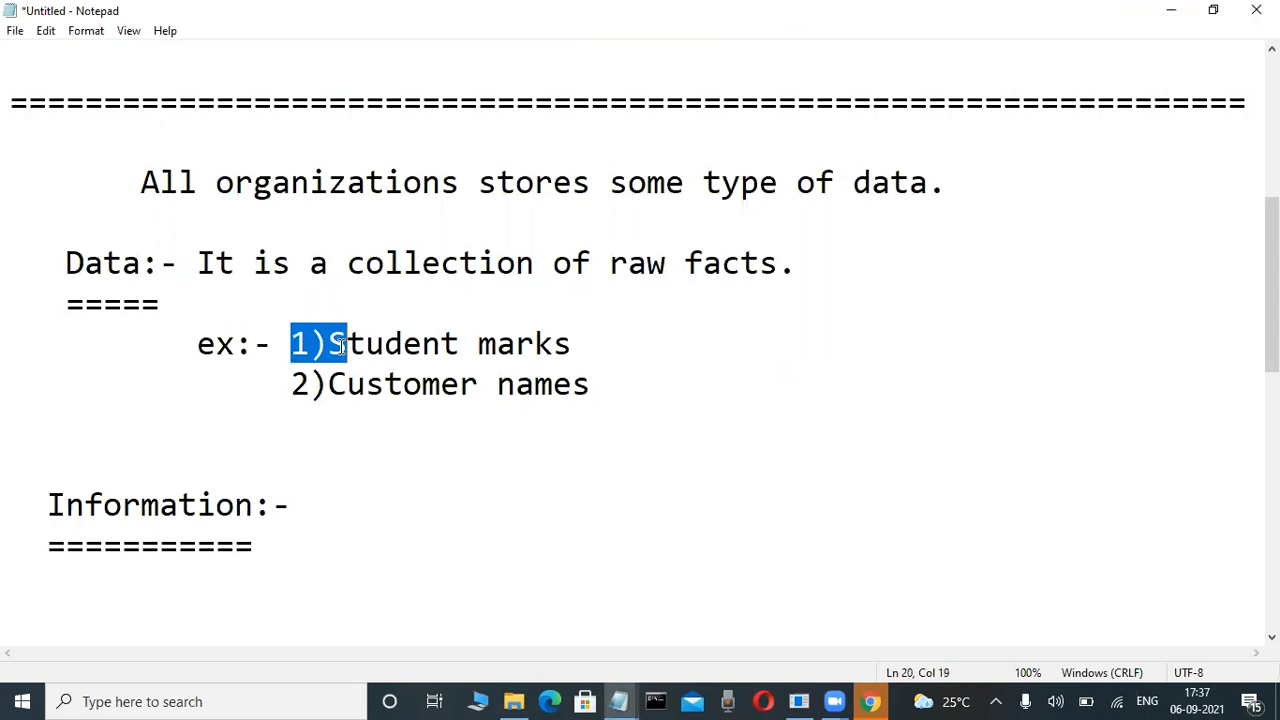 *Untitled - Notepad
File Edit Format View Help
==================================================================
All organizations stores some type of data.
Data:- It is a collection of raw facts.
=====
ex:- 1)Student marks
2)Customer names
Information:-
===========
Ln 20, Col 19 100% Windows (CRLF) UTF-8
Type here to search
25°C
ENG
17:37
06-09-2021
15